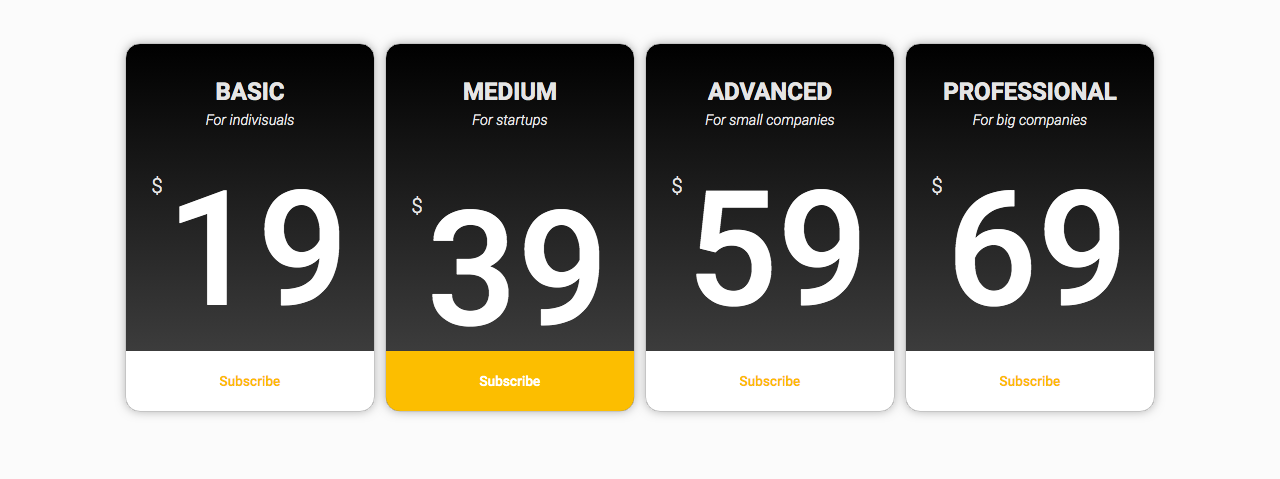 BASIC
For indivisuals
$
19
Subscribe
MEDIUM
For startups
$
39
Subscribe
ADVANCED
For small companies
$
59
Subscribe
PROFESSIONAL
For big companies
$
69
Subscribe